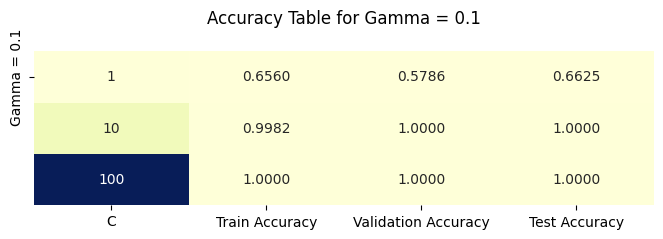 Accuracy Table for Gamma = 0.1
Gamma = 0.1
1 0.6560 0.5786 0.6625
10 0.9982 1.0000 1.0000
100 1.0000 1.0000 1.0000
C Train Accuracy Validation Accuracy Test Accuracy